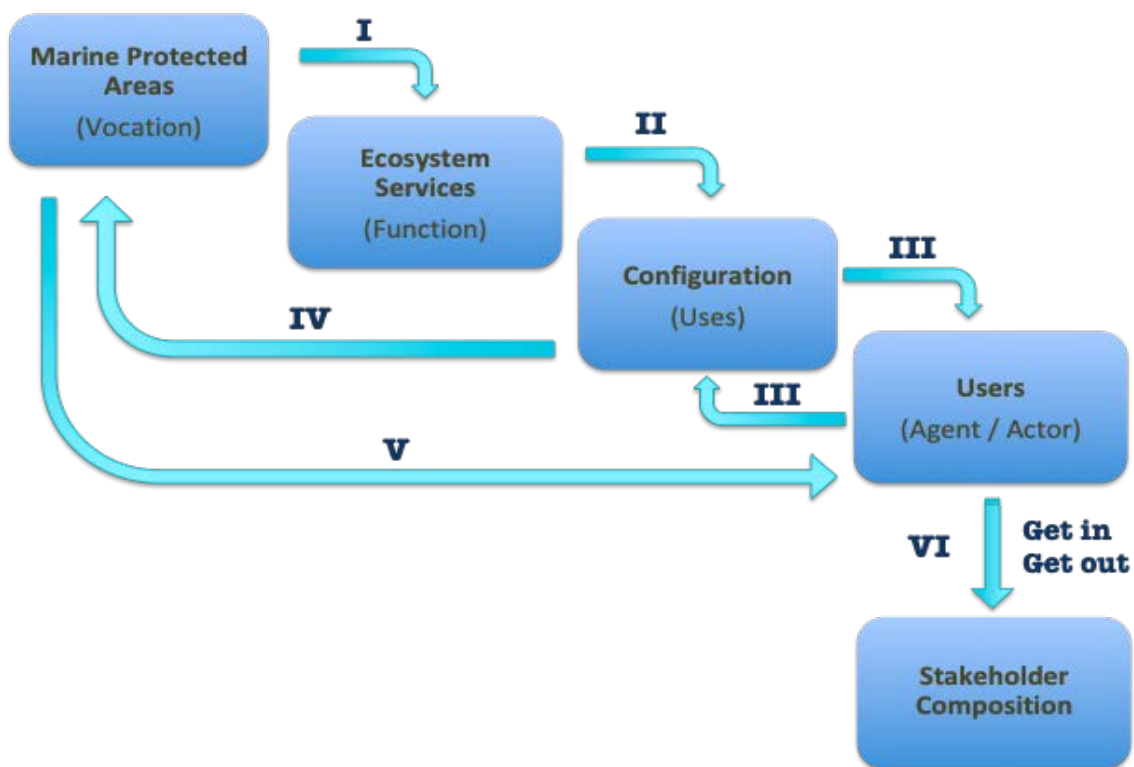 I
Marine Protected
Areas
(Vocation)
II
Ecosystem
Services
(Function)
III
Configuration
(Uses)
IV
III
Users
(Agent / Actor)
V
VI
Get in
Get out
Stakeholder
Composition